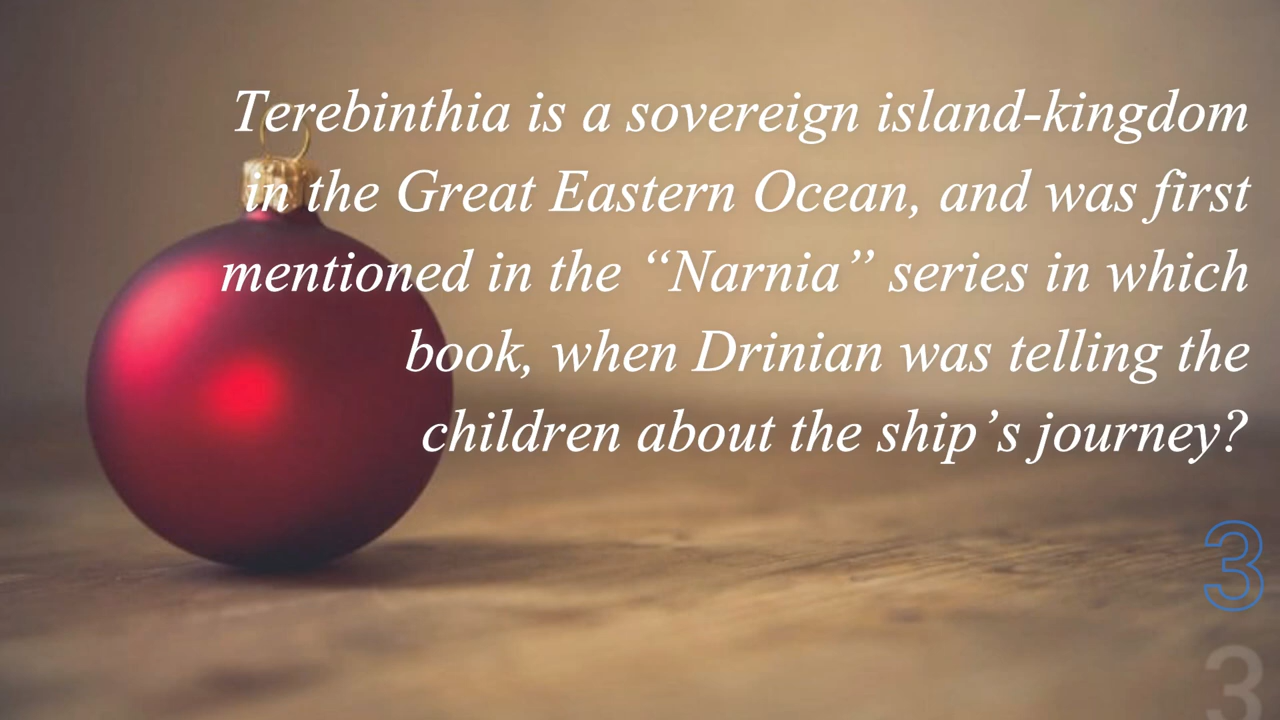 Terebinthia is a sovereign island-kingdom
in the Great Eastern Ocean, and was first
mentioned in the “Narnia” series in which
book, when Drinian was telling the
children about the ship’s journey?
3
3